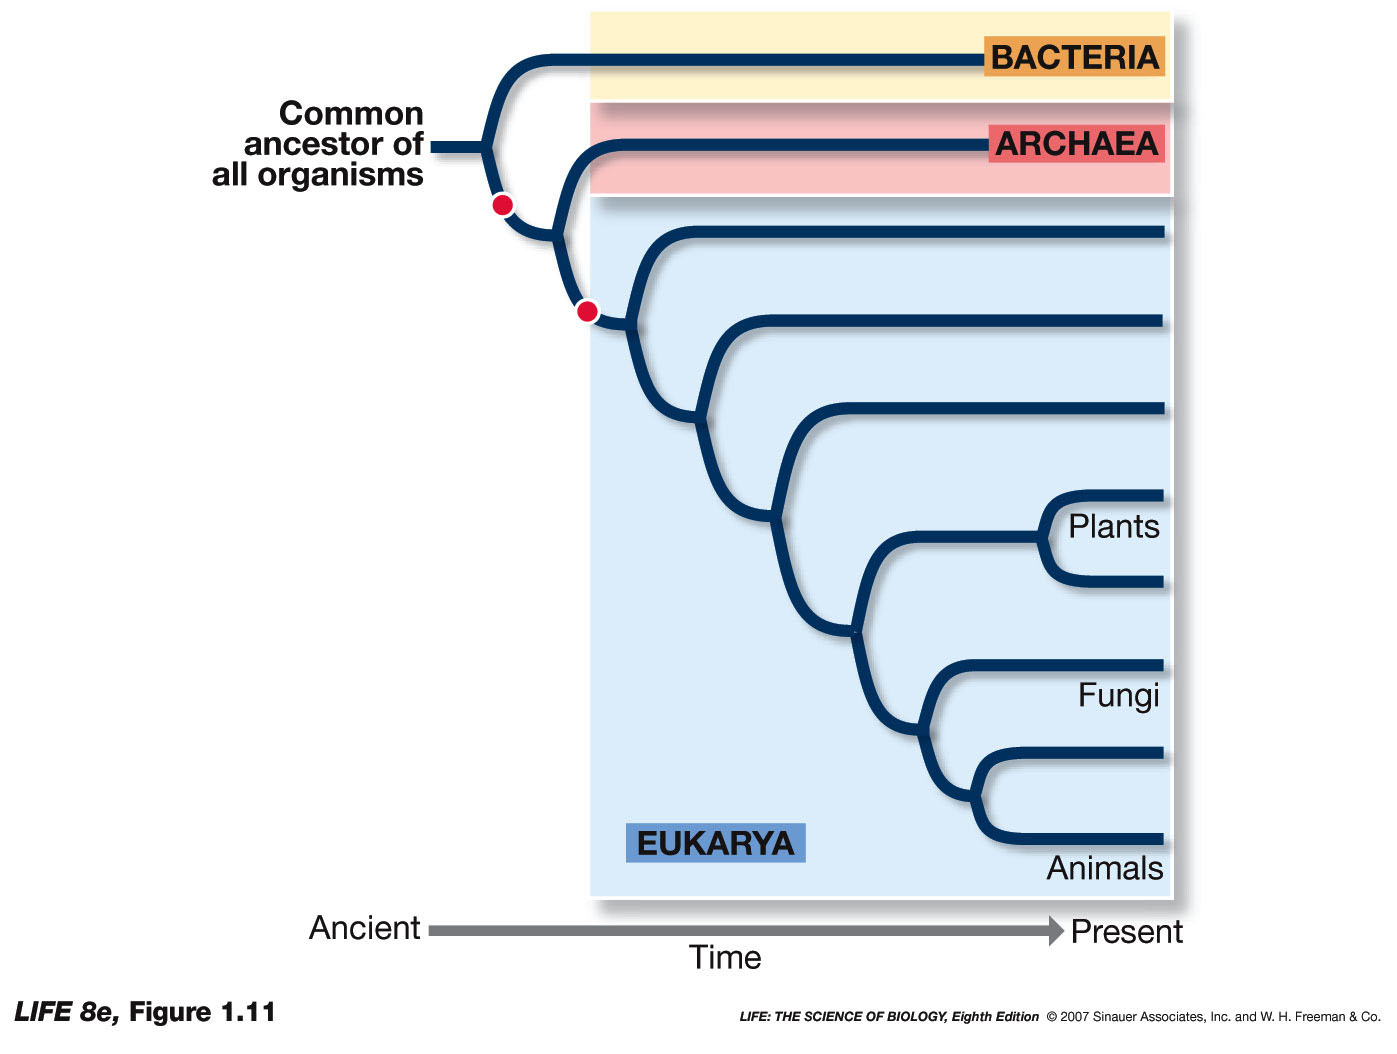 BACTERIA
Common
ancestor of
all organisms
ARCHAEA
Plants
Fungi
EUKARYA
Animals
Ancient
Present
Time
LIFE 8e, Figure 1.11
LIFE: THE SCIENCE OF BIOLOGY, Eighth Edition © 2007 Sinauer Associates, Inc. and W. H. Freeman & Co.